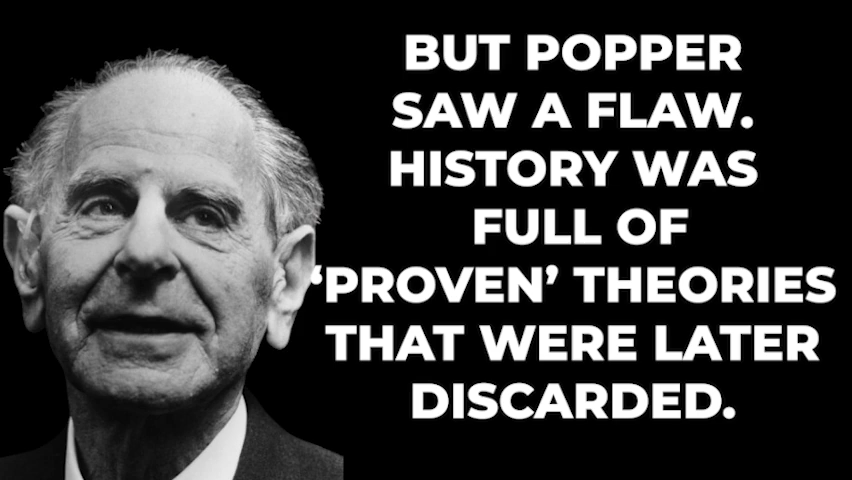 BUT POPPER
SAW A FLAW.
HISTORY WAS
FULL OF
‘PROVEN’ THEORIES
THAT WERE LATER
DISCARDED.